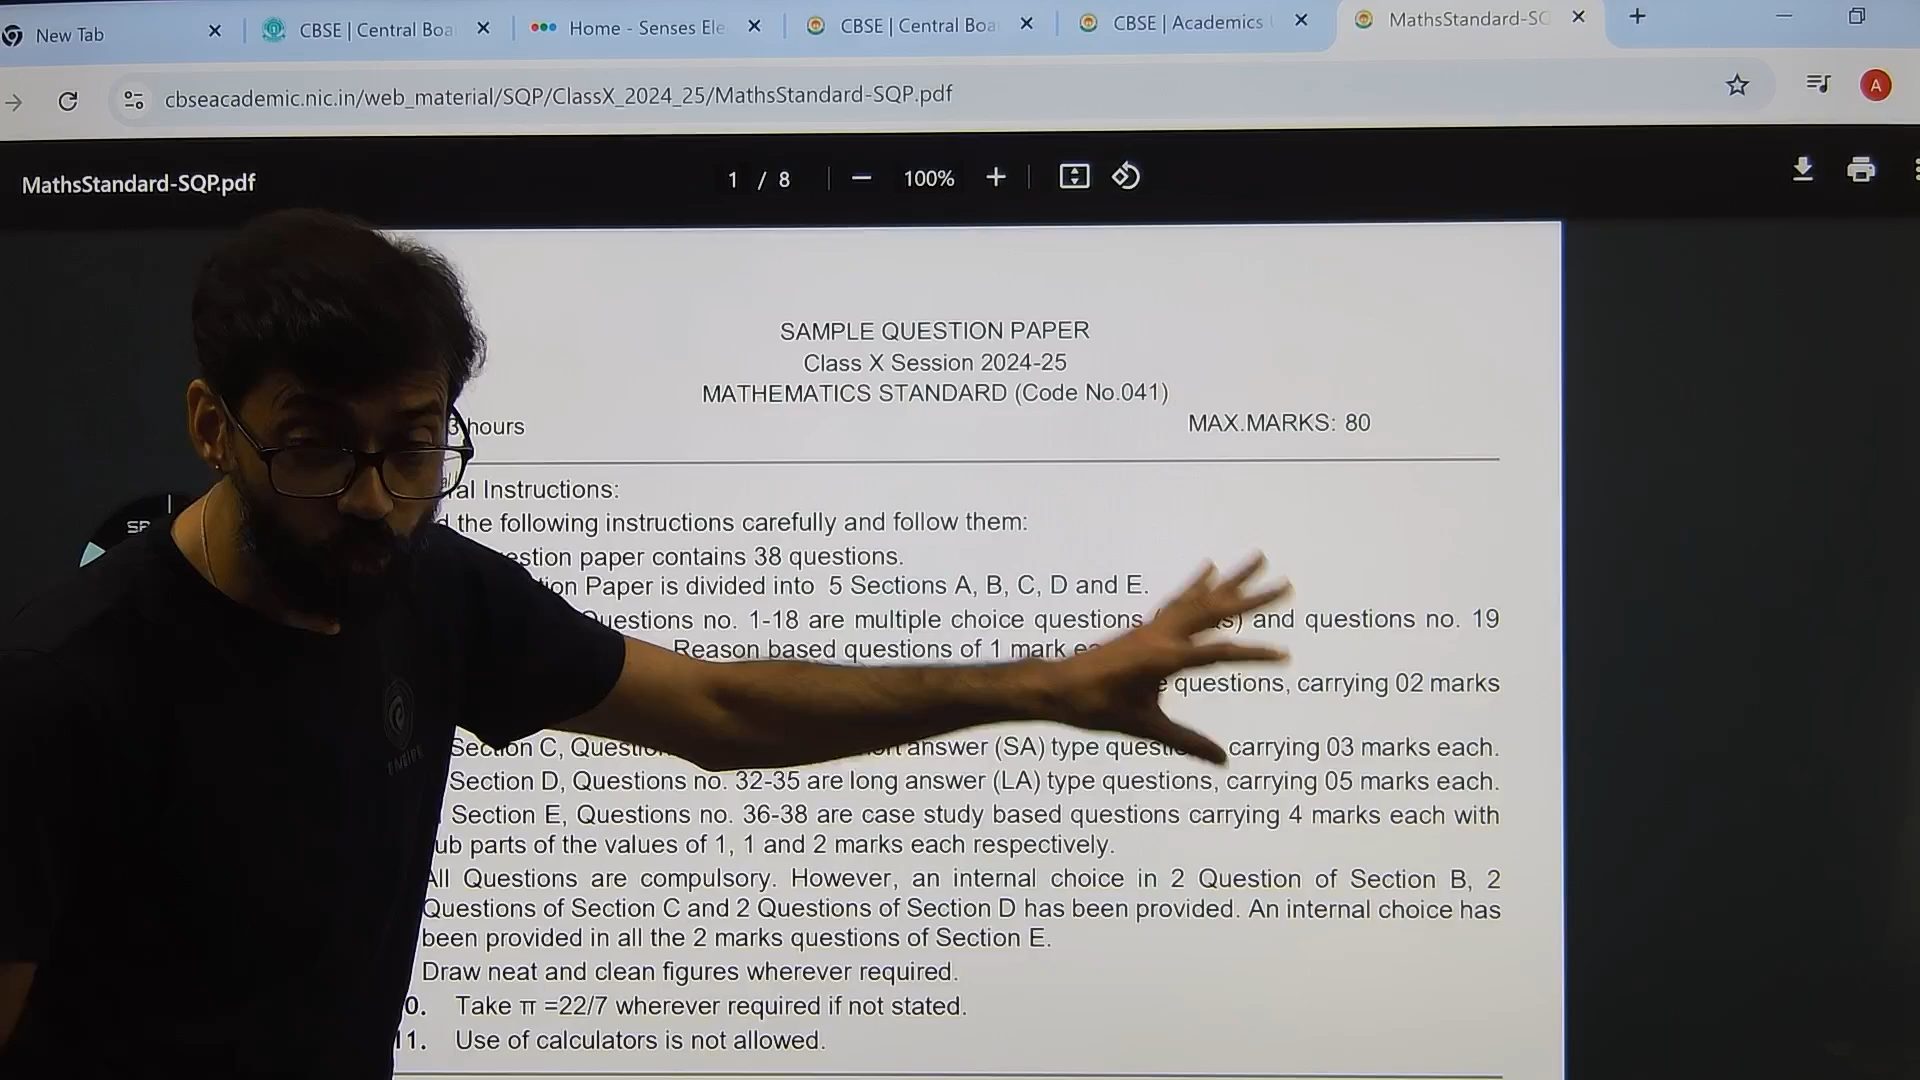 New Tab
CBSE | Central Boa
Home - Senses Ele
CBSE | Central Boa
CBSE | Academics
MathsStandard-SQ
cbseacademic.nic.in/web_material/SQP/ClassX_2024_25/MathsStandard-SQP.pdf
A
MathsStandard-SQP.pdf
1 / 8
100%
SAMPLE QUESTION PAPER
Class X Session 2024-25
MATHEMATICS STANDARD (Code No.041)
3 hours
MAX.MARKS: 80
al Instructions:
the following instructions carefully and follow them:
stion paper contains 38 questions.
ion Paper is divided into 5 Sections A, B, C, D and E.
uestions no. 1-18 are multiple choice questions and questions no. 19
Reason based questions of 1 mark
questions, carrying 02 marks
Section C, answer (SA) type carrying 03 marks each.
Section D, Questions no. 32-35 are long answer (LA) type questions, carrying 05 marks each.
Section E, Questions no. 36-38 are case study based questions carrying 4 marks each with
ub parts of the values of 1, 1 and 2 marks each respectively.
All Questions are compulsory. However, an internal choice in 2 Question of Section B, 2
Questions of Section C and 2 Questions of Section D has been provided. An internal choice has
been provided in all the 2 marks questions of Section E.
Draw neat and clean figures wherever required.
0. Take π =22/7 wherever required if not stated.
11. Use of calculators is not allowed.